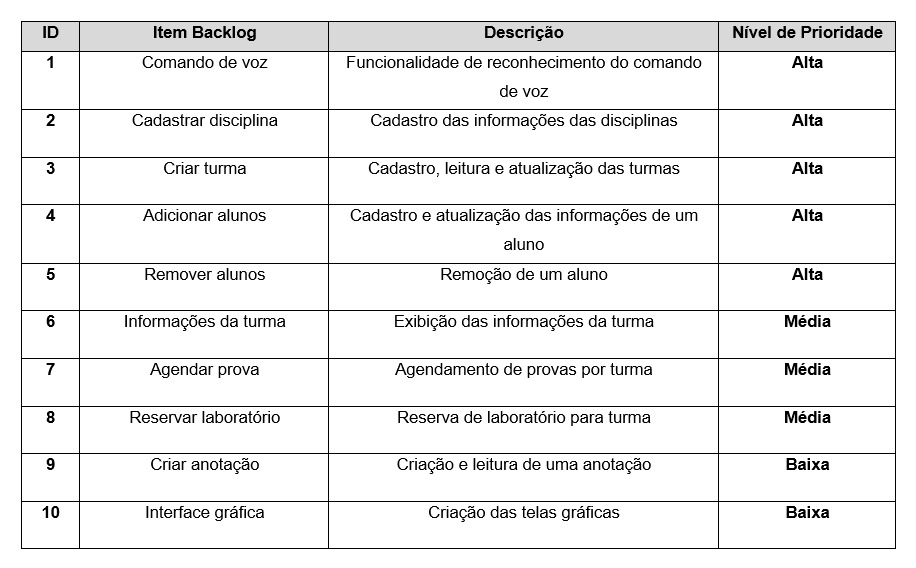 ID Item Backlog Descrição Nível de Prioridade
1 Comando de voz Funcionalidade de reconhecimento do comando Alta
de voz
2 Cadastrar disciplina Cadastro das informações das disciplinas Alta
3 Criar turma Cadastro, leitura e atualização das turmas Alta
4 Adicionar alunos Cadastro e atualização das informações de um Alta
aluno
5 Remover alunos Remoção de um aluno Alta
6 Informações da turma Exibição das informações da turma Média
7 Agendar prova Agendamento de provas por turma Média
8 Reservar laboratório Reserva de laboratório para turma Média
9 Criar anotação Criação e leitura de uma anotação Baixa
10 Interface gráfica Criação das telas gráficas Baixa